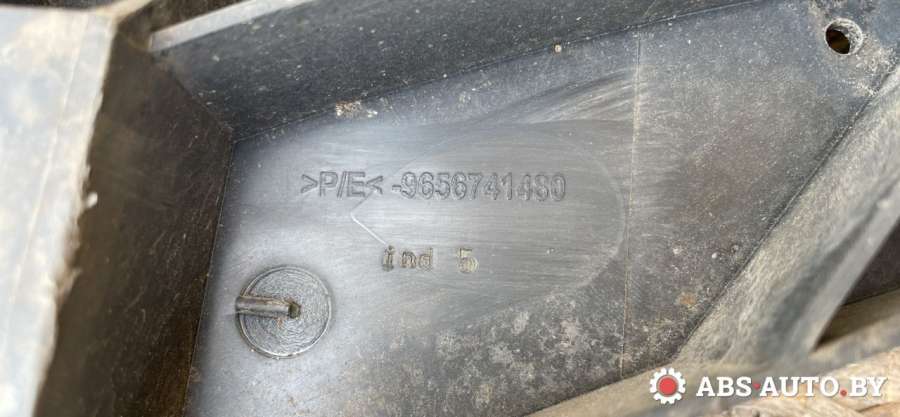 >P/E< -9656741480
ind 5
ABS-AUTO.BY